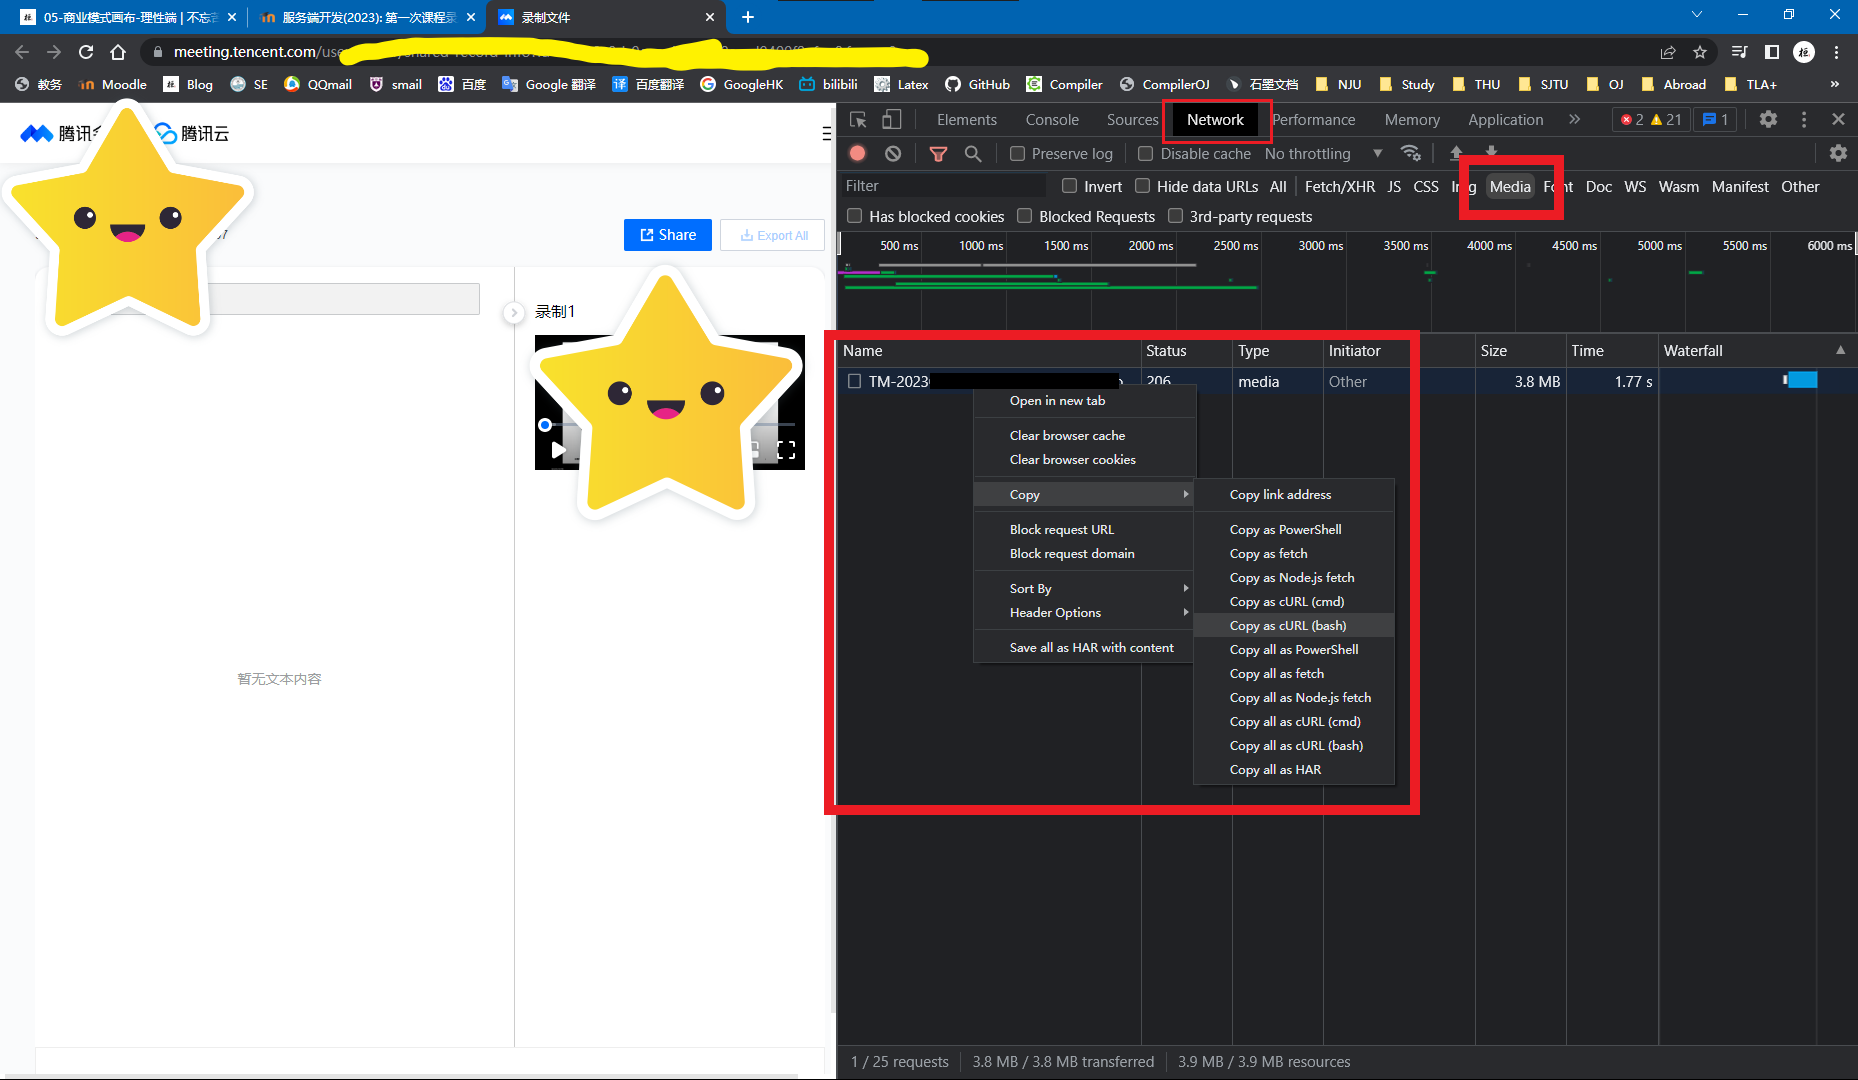 05-商业模式画布-理性端 | 不忘言
服务端开发(2023): 第一次课程录
录制文件
meeting.tencent.com/use
教务
Moodle
Blog
SE
QQmail
smail
百度
Google 翻译
百度翻译
GoogleHK
bilibili
Latex
GitHub
Compiler
CompilerOJ
石墨文档
NJU
Study
THU
SJTU
OJ
Abroad
TLA+
»
腾讯
腾讯云
Share
Export All
录制1
暂无文本内容
Elements
Console
Sources
Network
Performance
Memory
Application
»
2
21
1
Preserve log
Disable cache
No throttling
Filter
Invert
Hide data URLs
All
Fetch/XHR
JS
CSS
Img
Media
Font
Doc
WS
Wasm
Manifest
Other
Has blocked cookies
Blocked Requests
3rd-party requests
500 ms
1000 ms
1500 ms
2000 ms
2500 ms
3000 ms
3500 ms
4000 ms
4500 ms
5000 ms
5500 ms
6000 ms
Name
Status
Type
Initiator
Size
Time
Waterfall
TM-2023
206
media
Other
3.8 MB
1.77 s
Open in new tab
Clear browser cache
Clear browser cookies
Copy
Block request URL
Block request domain
Sort By
Header Options
Save all as HAR with content
Copy link address
Copy as PowerShell
Copy as fetch
Copy as Node.js fetch
Copy as cURL (cmd)
Copy as cURL (bash)
Copy all as PowerShell
Copy all as fetch
Copy all as Node.js fetch
Copy all as cURL (cmd)
Copy all as cURL (bash)
Copy all as HAR
1 / 25 requests
3.8 MB / 3.8 MB transferred
3.9 MB / 3.9 MB resources